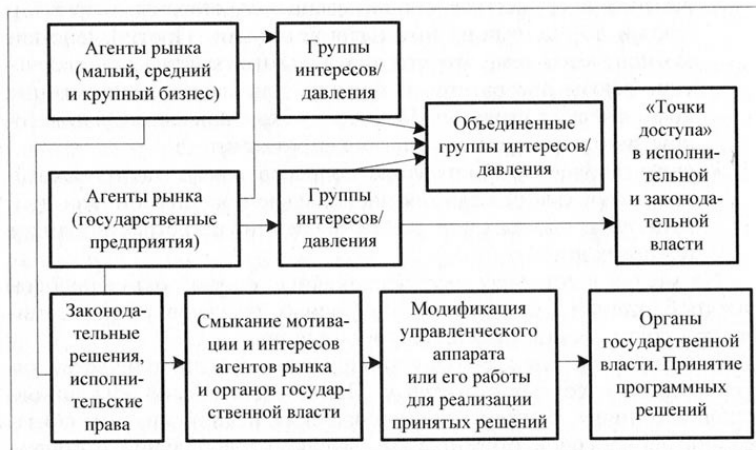 Агенты рынка
(малый, средний
и крупный бизнес)
Группы
интересов/
давления
Объединенные
группы интересов/
давления
«Точки
доступа»
в исполни-
тельной
и законода-
тельной
власти
Агенты рынка
(государственные
предприятия)
Группы
интересов/
давления
Законода-
тельные
решения,
исполни-
тельские
права
Смыкание мотива-
ции и интересов
агентов рынка
и органов государ-
ственной власти
Модификация
управленческого
аппарата
или его работы
для реализации
принятых решений
Органы
государственной
власти. Принятие
программных
решений